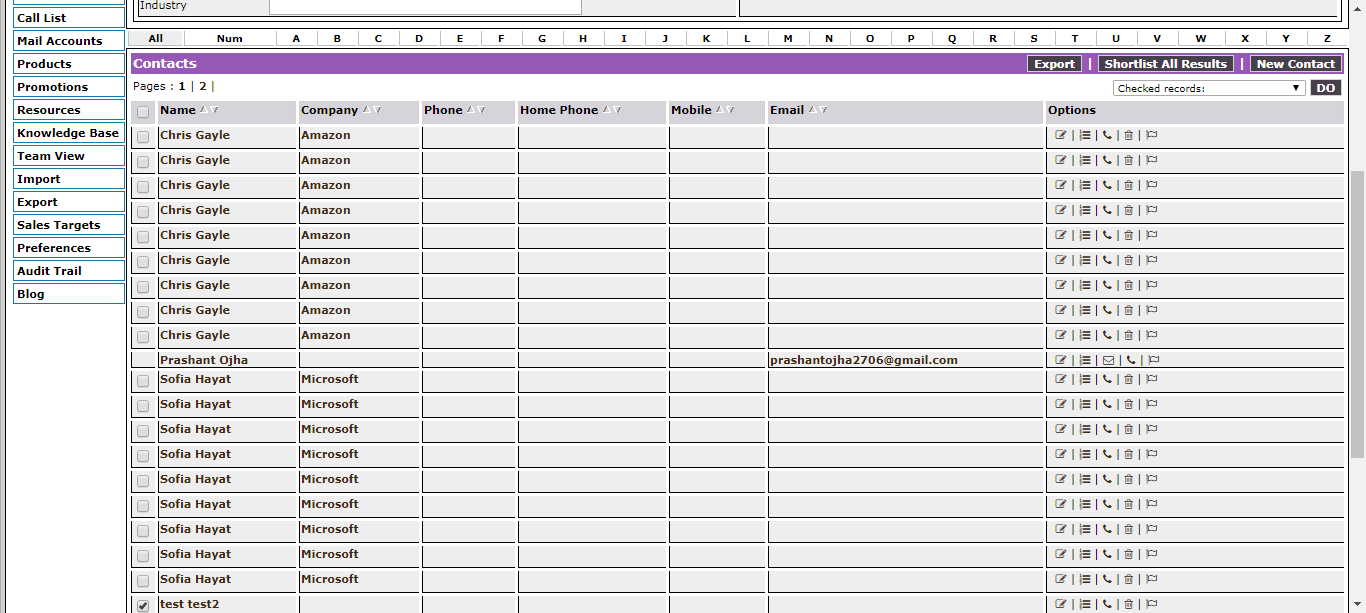 Industry
Call List
Mail Accounts
Products
Promotions
Resources
Knowledge Base
Team View
Import
Export
Sales Targets
Preferences
Audit Trail
Blog
All Num A B C D E F G H I J K L M N O P Q R S T U V W X Y Z
Contacts Export | Shortlist All Results | New Contact
Pages : 1 | 2 | Checked records: DO
Name Company Phone Home Phone Mobile Email Options
Chris Gayle Amazon | | | |
Chris Gayle Amazon | | | |
Chris Gayle Amazon | | | |
Chris Gayle Amazon | | | |
Chris Gayle Amazon | | | |
Chris Gayle Amazon | | | |
Chris Gayle Amazon | | | |
Chris Gayle Amazon | | | |
Chris Gayle Amazon | | | |
Prashant Ojha prashantojha2706@gmail.com | | | |
Sofia Hayat Microsoft | | | |
Sofia Hayat Microsoft | | | |
Sofia Hayat Microsoft | | | |
Sofia Hayat Microsoft | | | |
Sofia Hayat Microsoft | | | |
Sofia Hayat Microsoft | | | |
Sofia Hayat Microsoft | | | |
Sofia Hayat Microsoft | | | |
Sofia Hayat Microsoft | | | |
test test2 | | | |